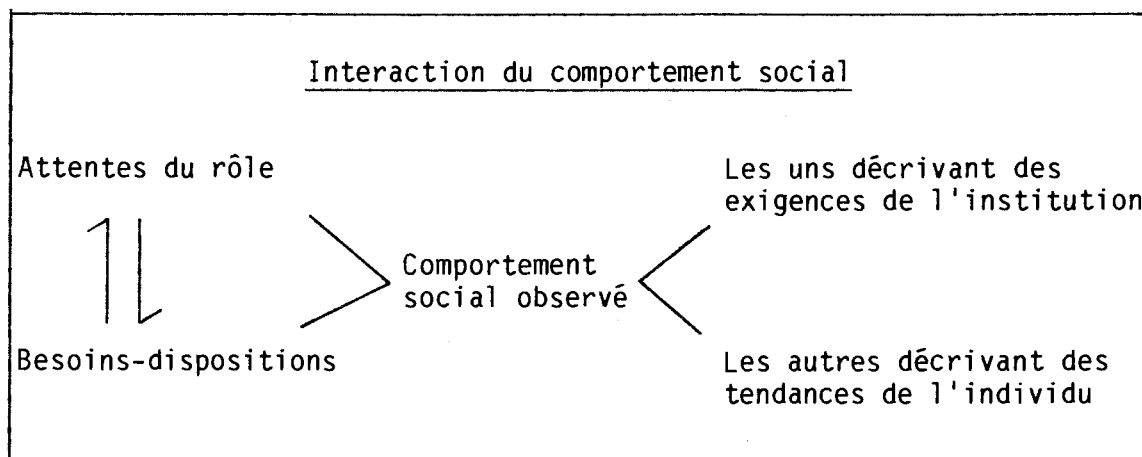 Interaction du comportement social
Attentes du rôle
Les uns décrivant des
exigences de l'institution
Comportement
social observé
Besoins-dispositions
Les autres décrivant des
tendances de l'individu